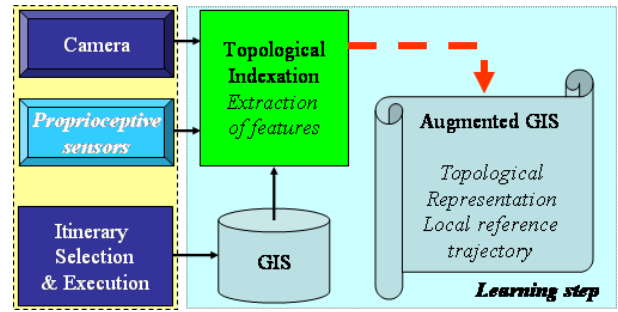 Camera
Proprioceptive
sensors
Itinerary
Selection
& Execution
Topological
Indexation
Extraction
of features
GIS
Augmented GIS
Topological
Representation
Local reference
trajectory
Learning step